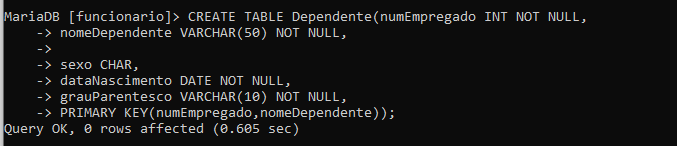 MariaDB [funcionario]> CREATE TABLE Dependente(numEmpregado INT NOT NULL,
    -> nomeDependente VARCHAR(50) NOT NULL,
    ->
    -> sexo CHAR,
    -> dataNascimento DATE NOT NULL,
    -> grauParentesco VARCHAR(10) NOT NULL,
    -> PRIMARY KEY(numEmpregado,nomeDependente));
Query OK, 0 rows affected (0.605 sec)